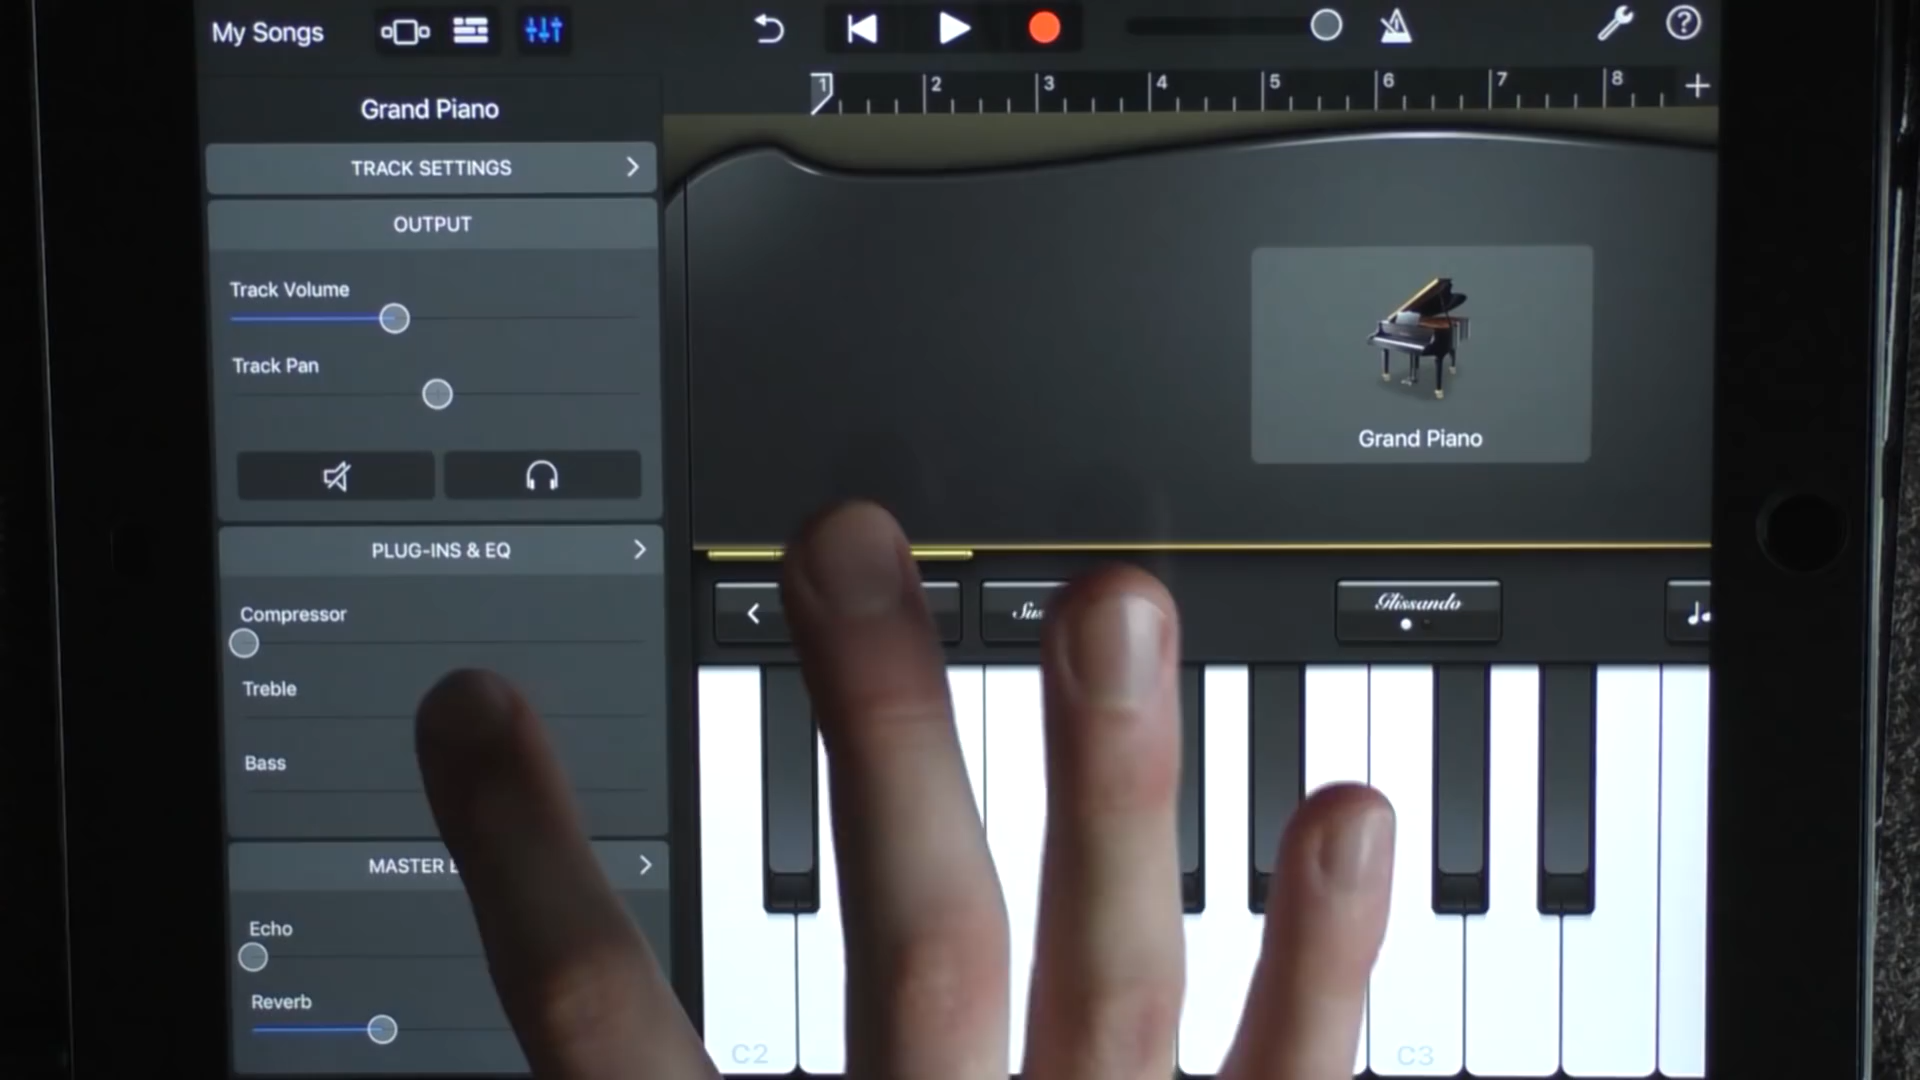 My Songs
1 2 3 4 5 6 7 8 +
Grand Piano
TRACK SETTINGS
OUTPUT
Track Volume
Track Pan
Grand Piano
PLUG-INS & EQ
Compressor
Glissando
Treble
Bass
MASTER
Echo
Reverb
C2
C3